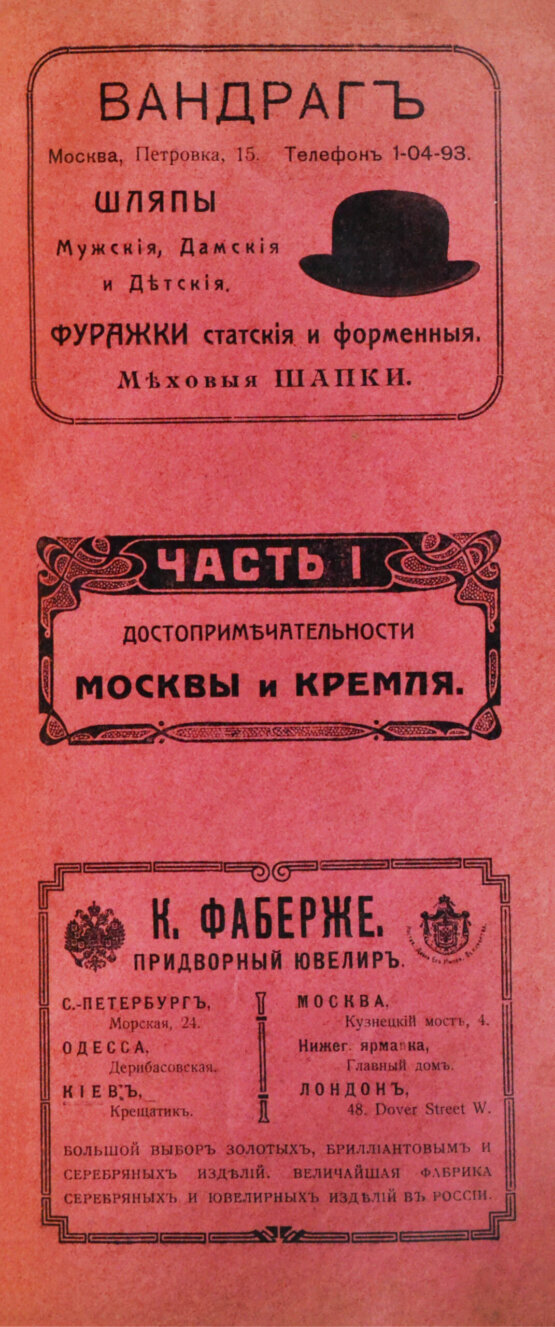 ВАНДРАГЪ
Москва, Петровка, 15. Телефонъ 1-04-93.
ШЛЯПЫ
Мужскія, Дамскія
и Дѣтскія.
ФУРАЖКИ статскія и форменныя.
Мѣховыя ШАПКИ.
ЧАСТЬ I
ДОСТОПРИМѢЧАТЕЛЬНОСТИ
МОСКВЫ и КРЕМЛЯ.
К. ФАБЕРЖЕ.
ПРИДВОРНЫЙ ЮВЕЛИРЪ.
С.-ПЕТЕРБУРГЪ,
Морская, 24.
ОДЕССА,
Дерибасовская.
КІЕВЪ,
Крещатикъ.
МОСКВА,
Кузнецкій мостъ, 4.
Нижег. ярмарка,
Главный домъ.
ЛОНДОНЪ,
48. Dover Street W.
БОЛЬШОЙ ВЫБОРЪ ЗОЛОТЫХЪ, БРИЛЛІАНТОВЫМЪ И
СЕРЕБРЯНЫХЪ ИЗДѢЛІЙ. ВЕЛИЧАЙШАЯ ФАБРИКА
СЕРЕБРЯНЫХЪ И ЮВЕЛИРНЫХЪ ИЗДѢЛІЙ ВЪ РОССІИ.